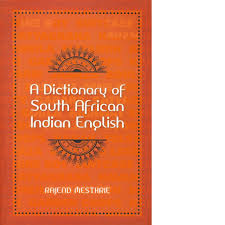 A Dictionary of
South African
Indian English
RAJEND MESTHRIE